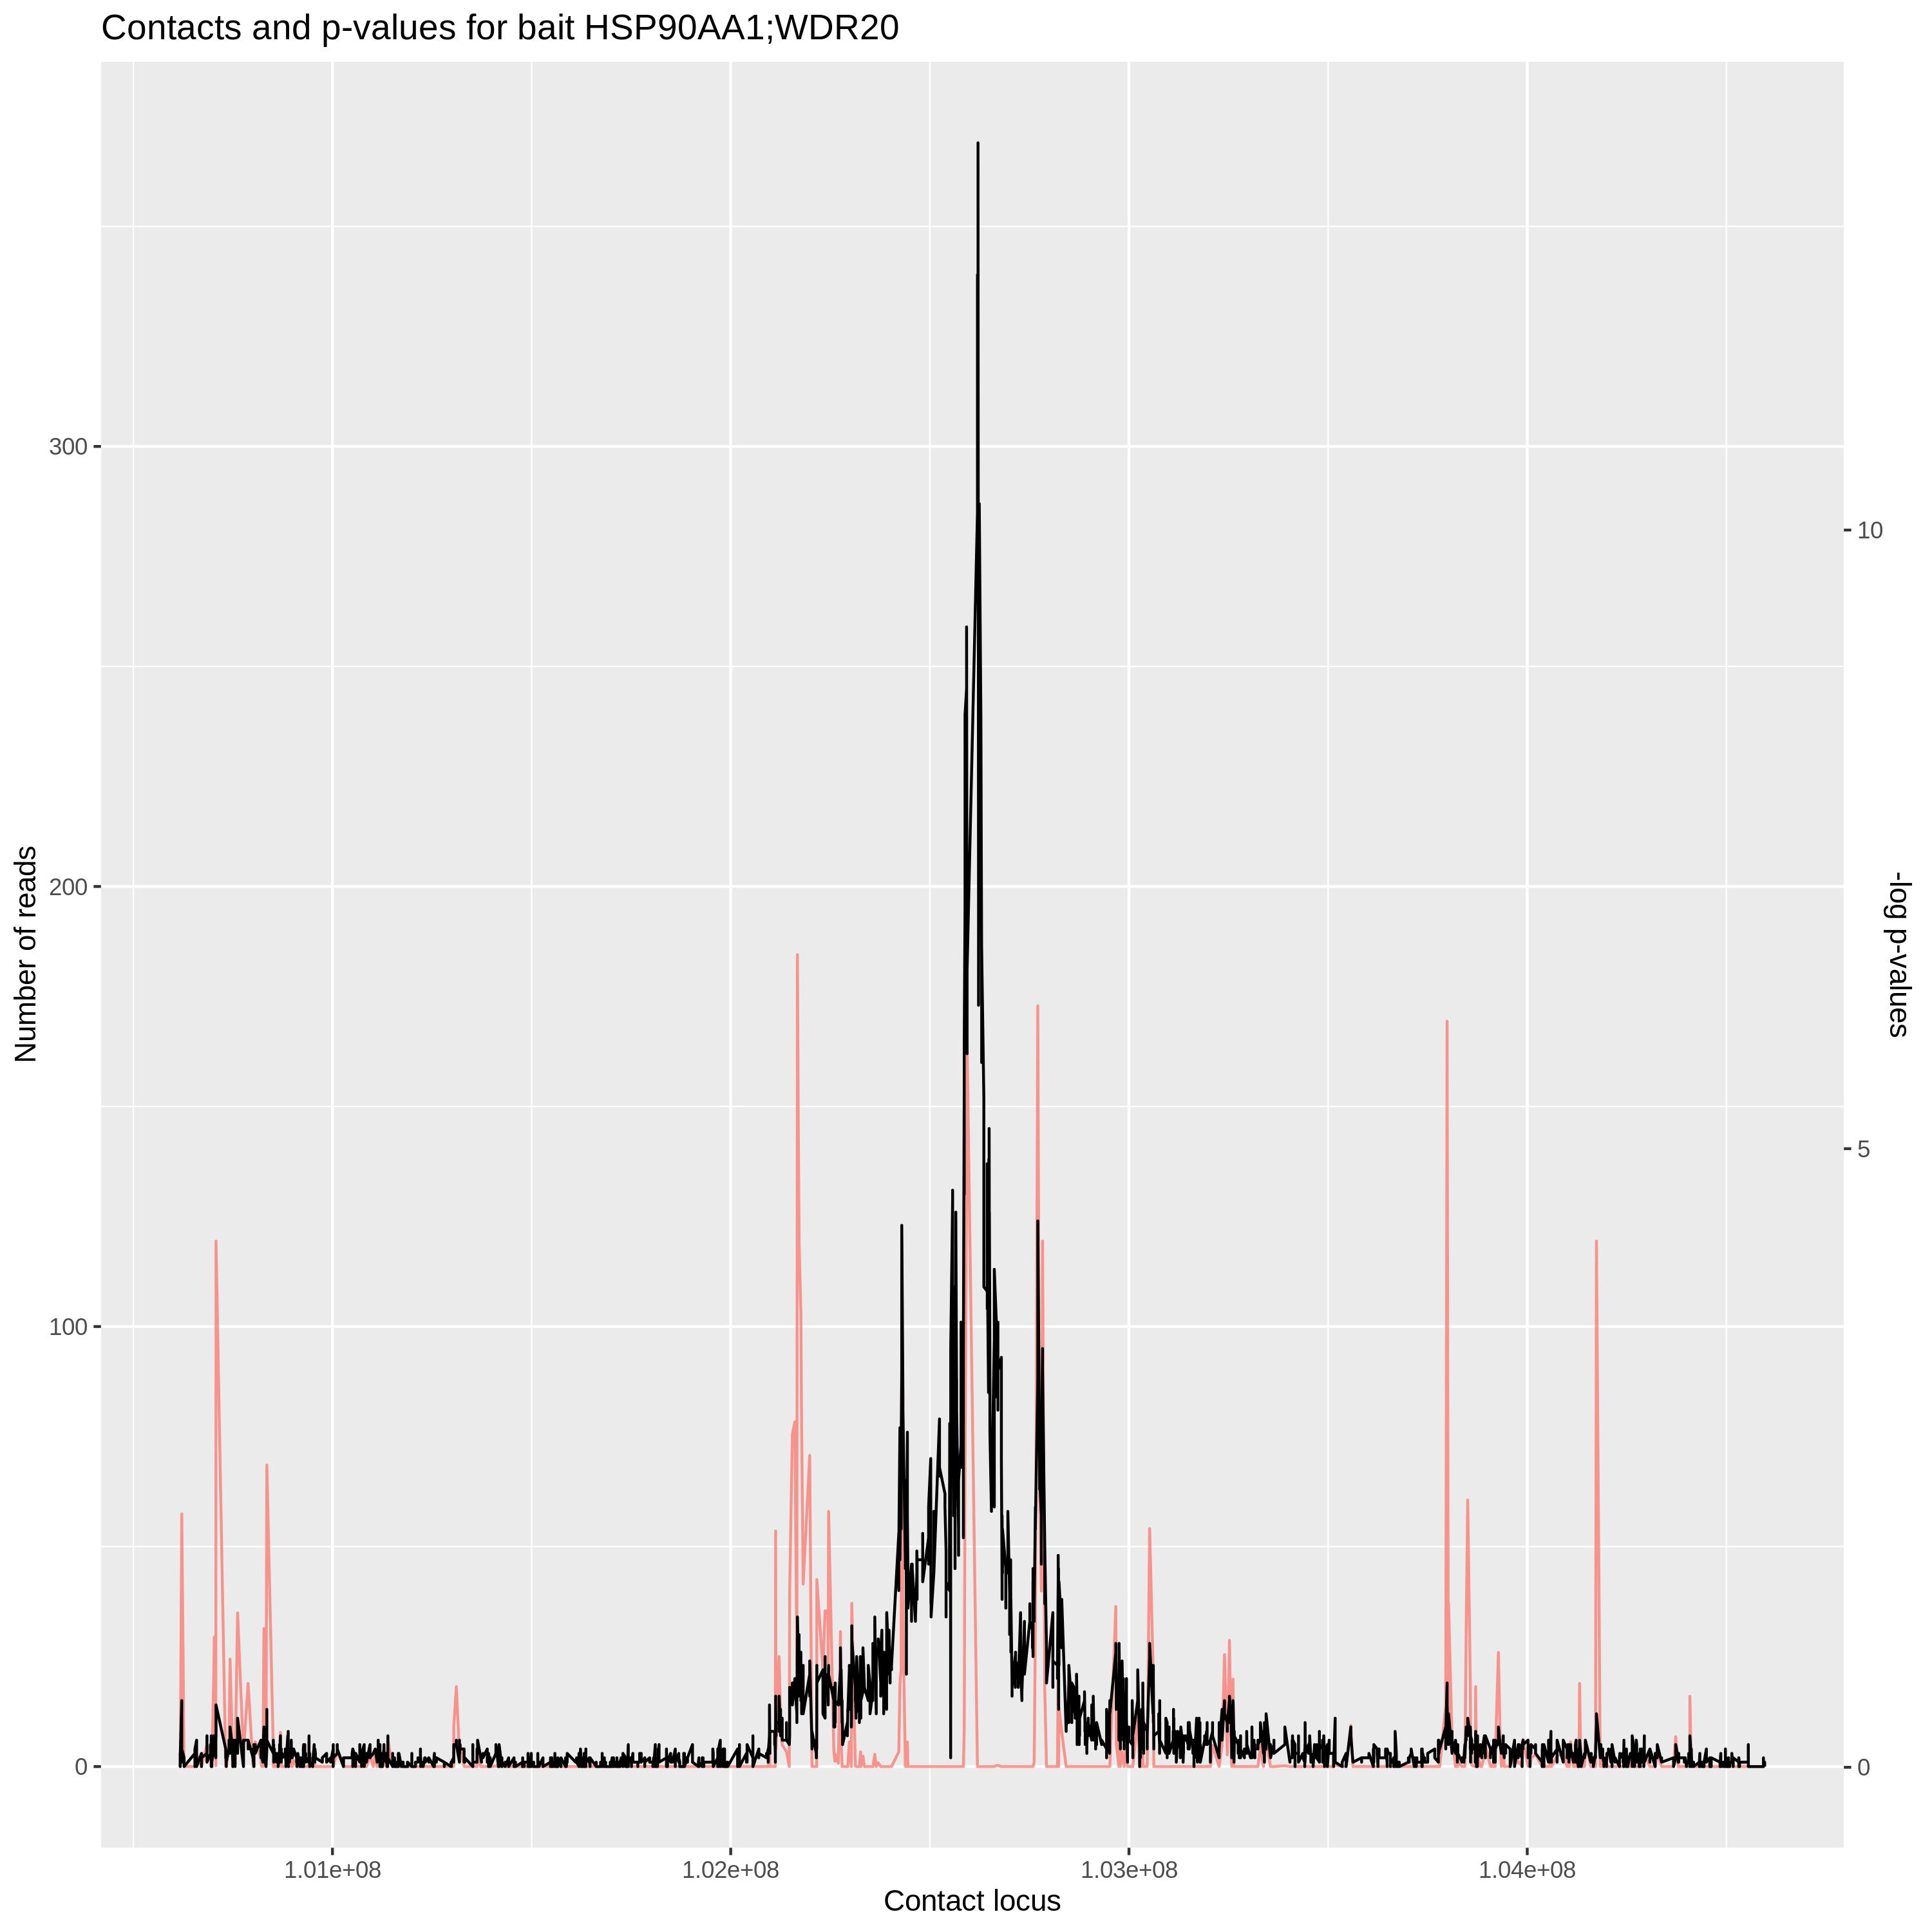 Contacts and p-values for bait HSP90AA1;WDR20
Number of reads
300
200
100
0
10
5
0
-log p-values
1.01e+08
1.02e+08
1.03e+08
1.04e+08
Contact locus